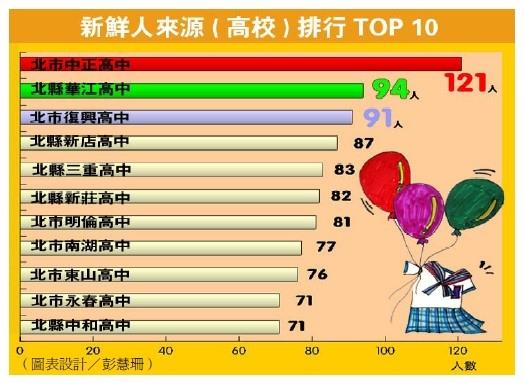 新鮮人來源(高校)排行 TOP 10
北市中正高中 121人
北縣華江高中 94人
北市復興高中 91人
北縣新店高中 87
北縣三重高中 83
北縣新莊高中 82
北市明倫高中 81
北市南湖高中 77
北市東山高中 76
北市永春高中 71
北縣中和高中 71
0 20 40 60 80 100 120
(圖表設計／彭慧珊) 人數